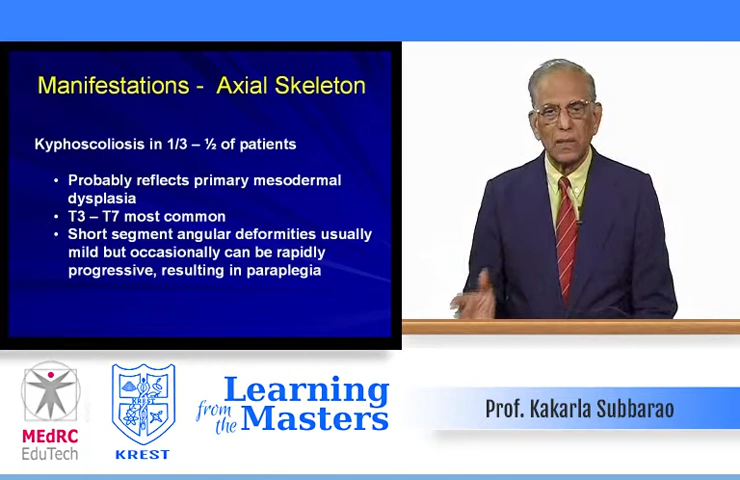 Manifestations - Axial Skeleton
Kyphoscoliosis in 1/3 – ½ of patients
• Probably reflects primary mesodermal
dysplasia
• T3 – T7 most common
• Short segment angular deformities usually
mild but occasionally can be rapidly
progressive, resulting in paraplegia
MEdRC
EduTech
KREST
KREST
Learning
from the
Masters
Prof. Kakarla Subbarao